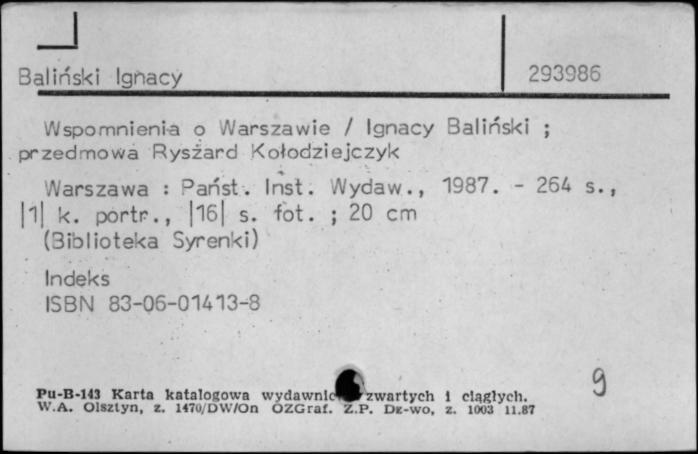 Baliński Ignacy
293986
Wspomnienia o Warszawie / Ignacy Baliński ;
przedmowa Ryszard Kołodziejczyk
Warszawa : Państ. Inst. Wydaw., 1987. - 264 s.,
|1| k. portr., |16| s. fot. ; 20 cm
(Biblioteka Syrenki)
Indeks
ISBN 83-06-01413-8
9
Pu-B-143 Karta katalogowa zwartych i ciągłych.
W.A. Olsztyn, z. 1470/DW/On OZGraf. Z.P. Dz-wo, z. 1003 11.87